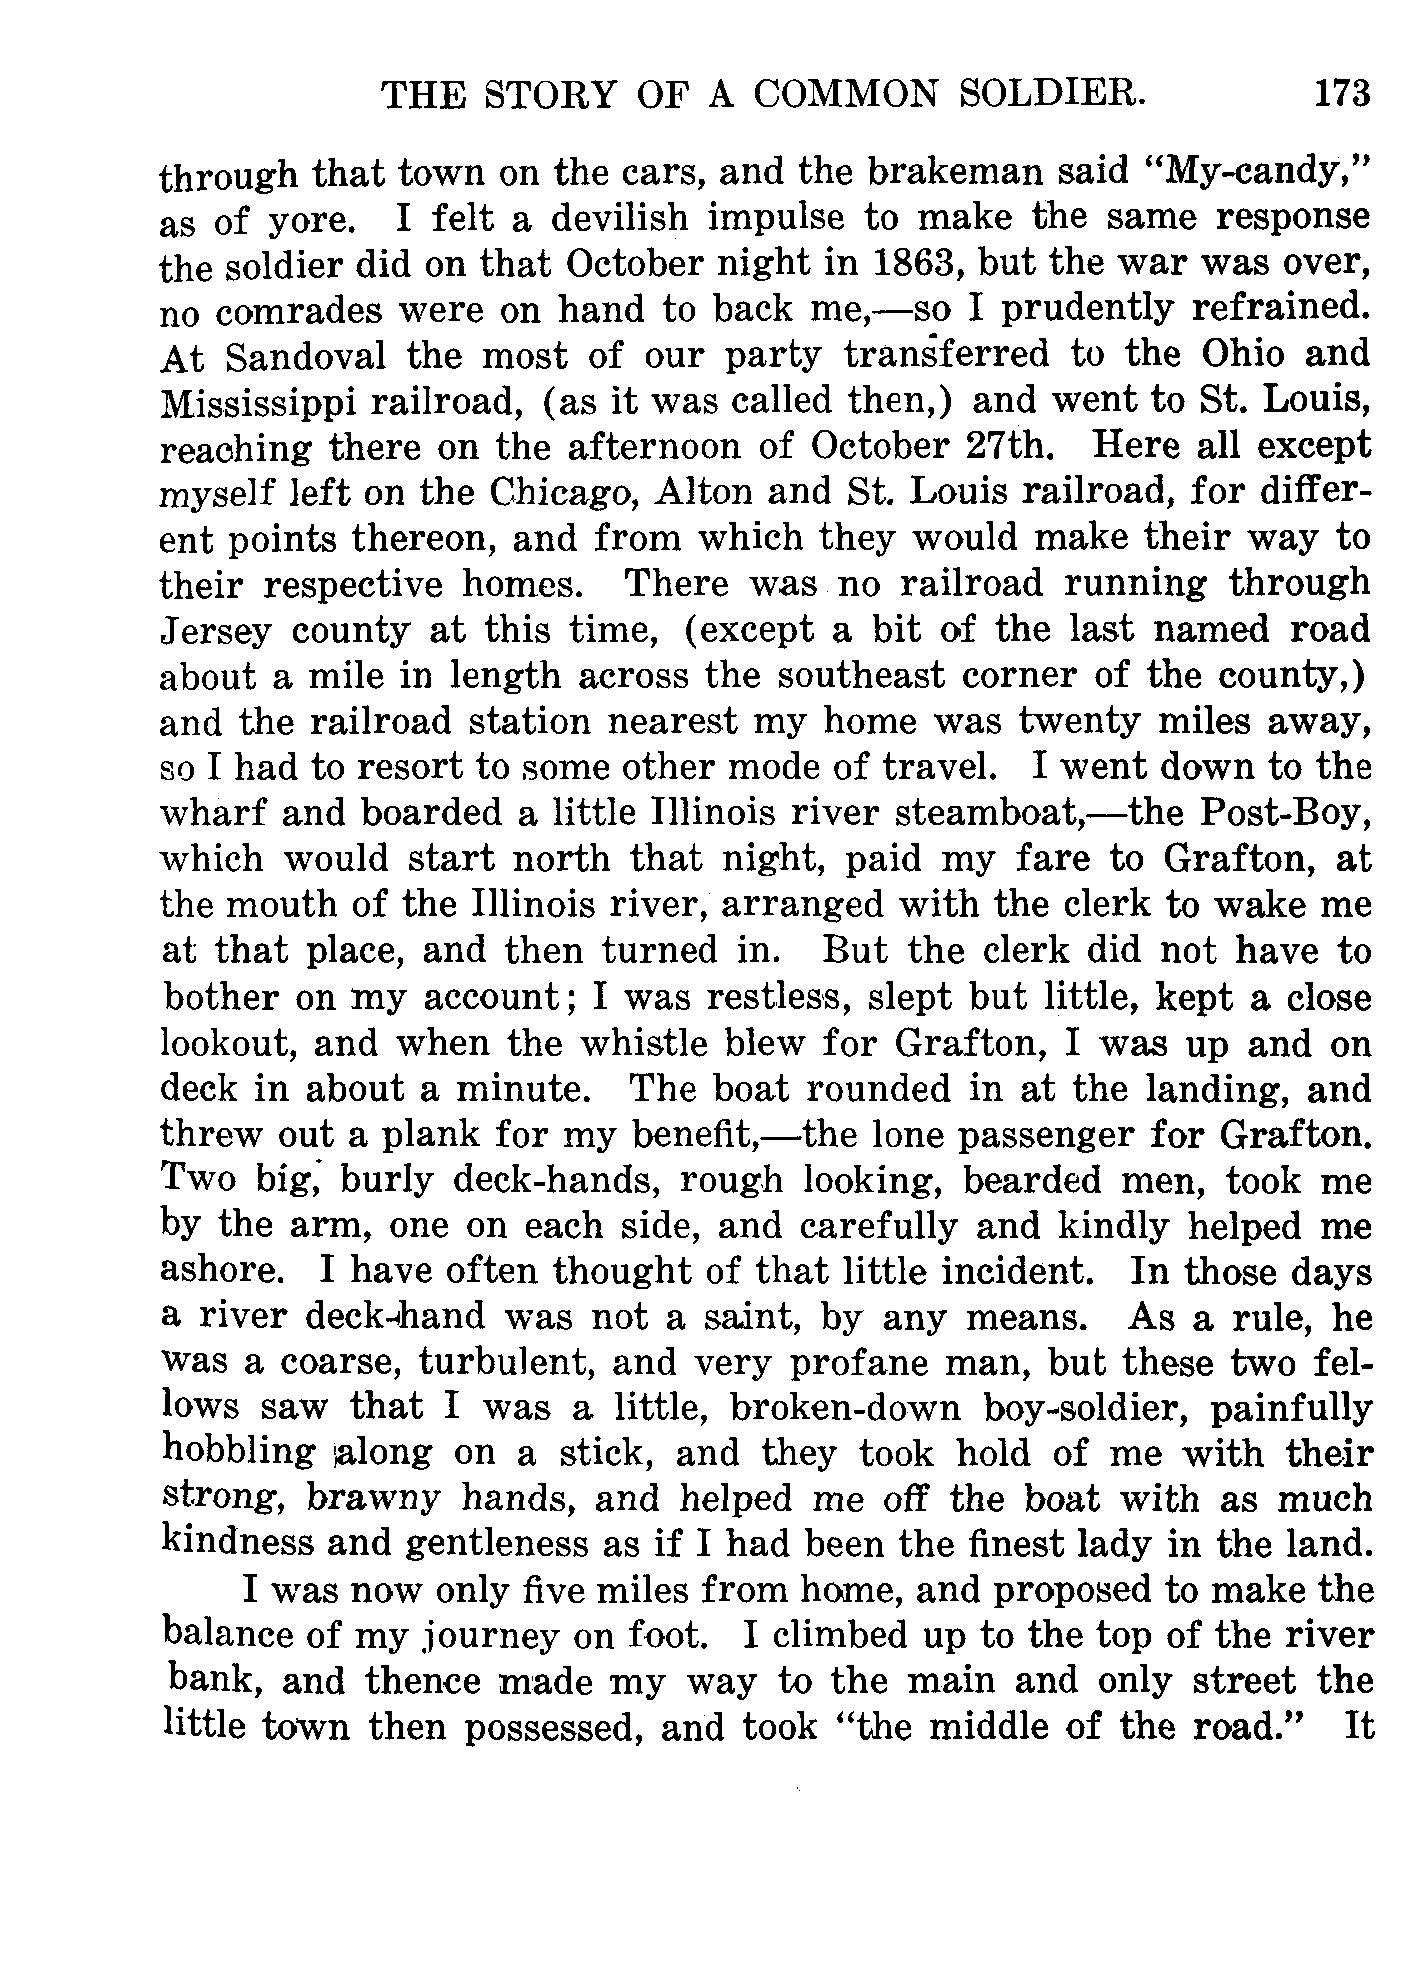 THE STORY OF A COMMON SOLDIER. 173
through that town on the cars, and the brakeman said “My-candy,”
as of yore. I felt a devilish impulse to make the same response
the soldier did on that October night in 1863, but the war was over,
no comrades were on hand to back me,—so I prudently refrained.
At Sandoval the most of our party transferred to the Ohio and
Mississippi railroad, (as it was called then,) and went to St. Louis,
reaching there on the afternoon of October 27th. Here all except
myself left on the Chicago, Alton and St. Louis railroad, for differ-
ent points thereon, and from which they would make their way to
their respective homes. There was no railroad running through
Jersey county at this time, (except a bit of the last named road
about a mile in length across the southeast corner of the county,)
and the railroad station nearest my home was twenty miles away,
so I had to resort to some other mode of travel. I went down to the
wharf and boarded a little Illinois river steamboat,—the Post-Boy,
which would start north that night, paid my fare to Grafton, at
the mouth of the Illinois river, arranged with the clerk to wake me
at that place, and then turned in. But the clerk did not have to
bother on my account; I was restless, slept but little, kept a close
lookout, and when the whistle blew for Grafton, I was up and on
deck in about a minute. The boat rounded in at the landing, and
threw out a plank for my benefit,—the lone passenger for Grafton.
Two big, burly deck-hands, rough looking, bearded men, took me
by the arm, one on each side, and carefully and kindly helped me
ashore. I have often thought of that little incident. In those days
a river deck-hand was not a saint, by any means. As a rule, he
was a coarse, turbulent, and very profane man, but these two fel-
lows saw that I was a little, broken-down boy-soldier, painfully
hobbling along on a stick, and they took hold of me with their
strong, brawny hands, and helped me off the boat with as much
kindness and gentleness as if I had been the finest lady in the land.
I was now only five miles from home, and proposed to make the
balance of my journey on foot. I climbed up to the top of the river
bank, and thence made my way to the main and only street the
little town then possessed, and took “the middle of the road.” It